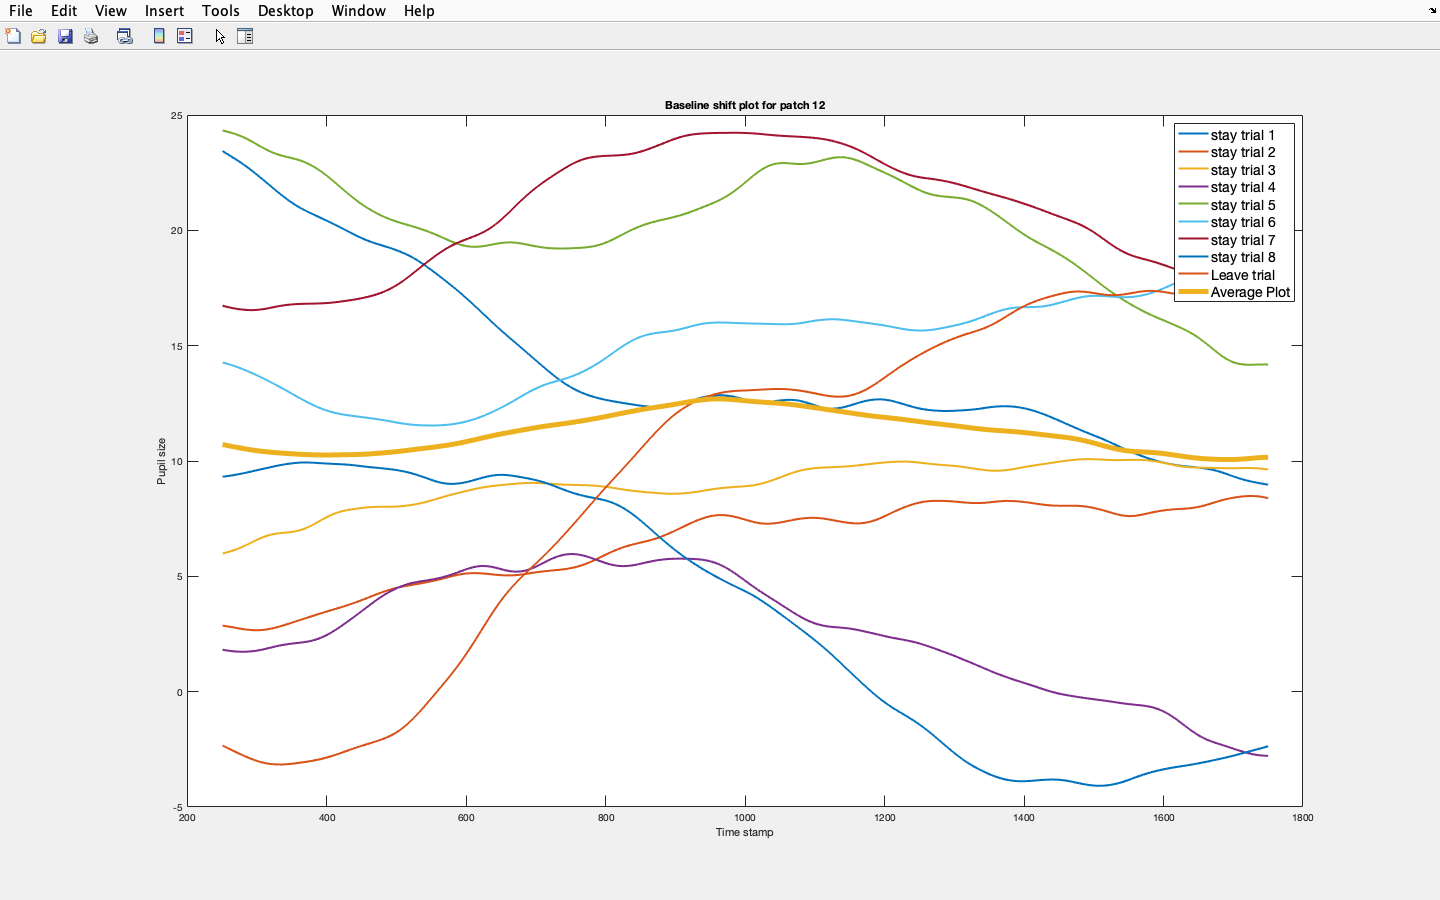 File Edit View Insert Tools Desktop Window Help
Baseline shift plot for patch 12
25
20
15
10
5
0
-5
Pupil size
200 400 600 800 1000 1200 1400 1600 1800
Time stamp
stay trial 1
stay trial 2
stay trial 3
stay trial 4
stay trial 5
stay trial 6
stay trial 7
stay trial 8
Leave trial
Average Plot